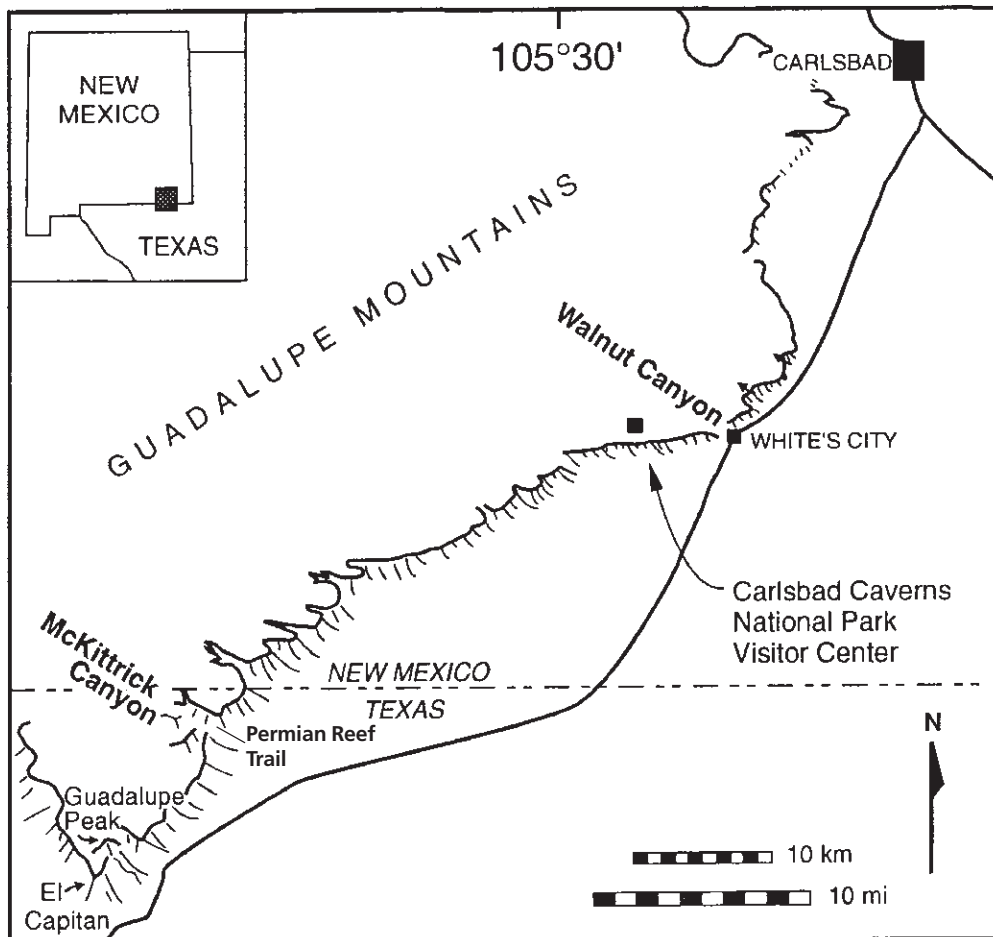 105°30'
CARLSBAD
NEW
MEXICO
TEXAS
GUADALUPE MOUNTAINS
Walnut Canyon
WHITE'S CITY
Carlsbad Caverns
National Park
Visitor Center
McKittrick
Canyon
NEW MEXICO
TEXAS
Permian Reef
Trail
N
Guadalupe
Peak
El
Capitan
10 km
10 mi